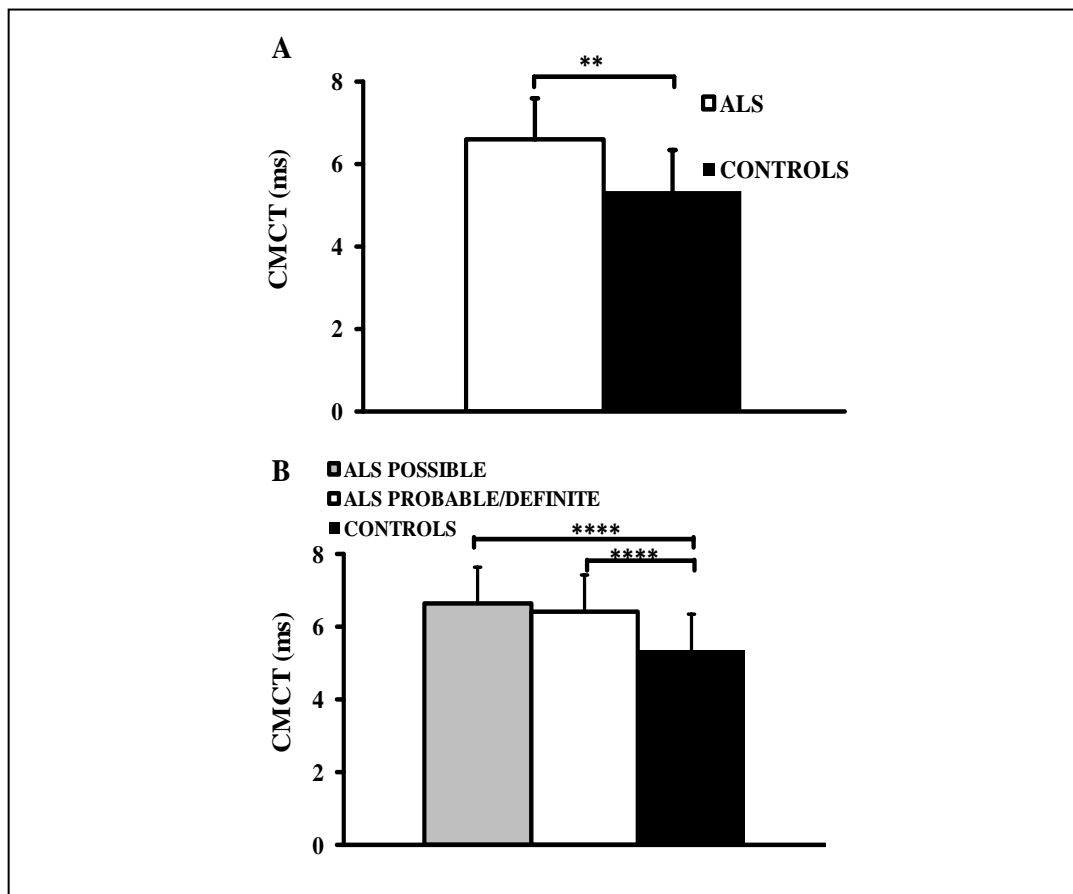 A
**
8
6
4
2
0
CMCT (ms)
ALS
CONTROLS
B
ALS POSSIBLE
ALS PROBABLE/DEFINITE
CONTROLS
****
****
8
6
4
2
0
CMCT (ms)